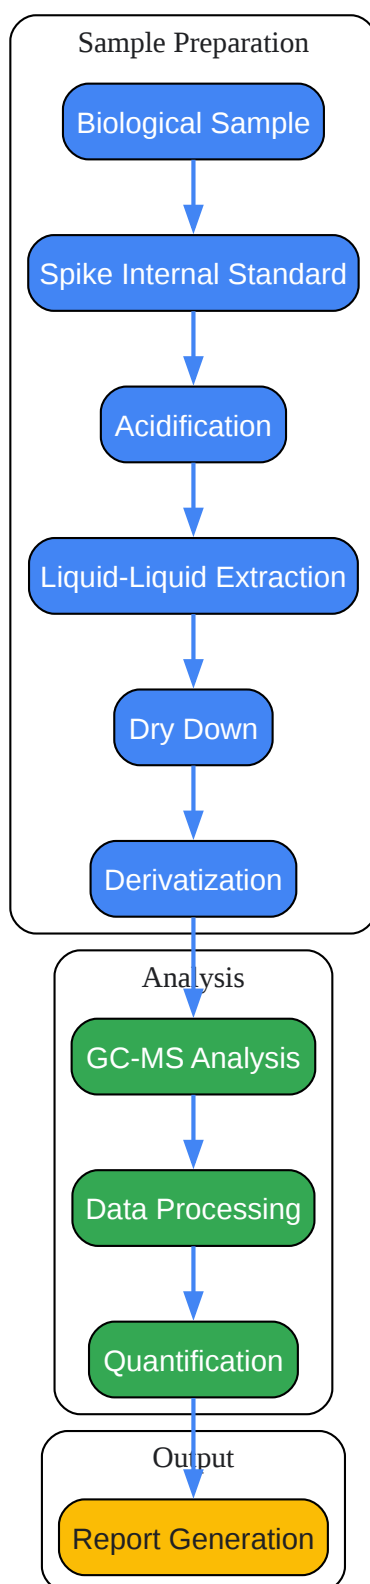 Sample Preparation
Biological Sample
Spike Internal Standard
Acidification
Liquid-Liquid Extraction
Dry Down
Derivatization
Analysis
GC-MS Analysis
Data Processing
Quantification
Output
Report Generation